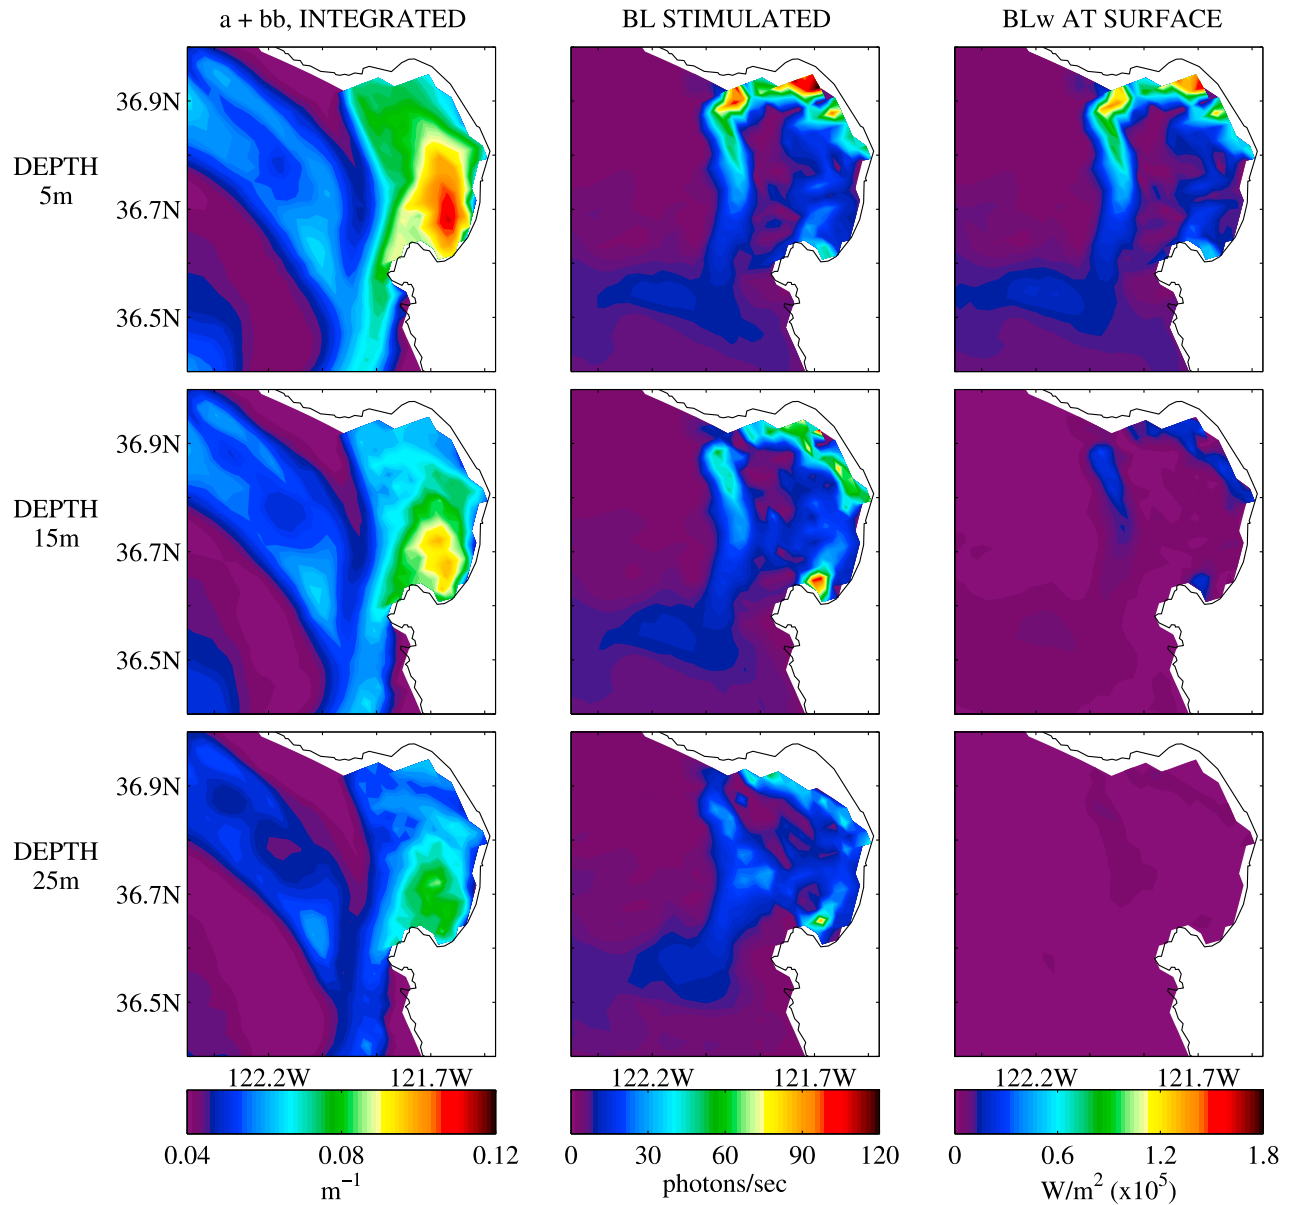 a + bb, INTEGRATED
BL STIMULATED
BLw AT SURFACE
DEPTH
5m
36.9N
36.7N
36.5N
DEPTH
15m
36.9N
36.7N
36.5N
DEPTH
25m
36.9N
36.7N
36.5N
122.2W 121.7W
122.2W 121.7W
122.2W 121.7W
0.04 0.08 0.12
m⁻¹
0 30 60 90 120
photons/sec
0 0.6 1.2 1.8
W/m² (x10⁵)